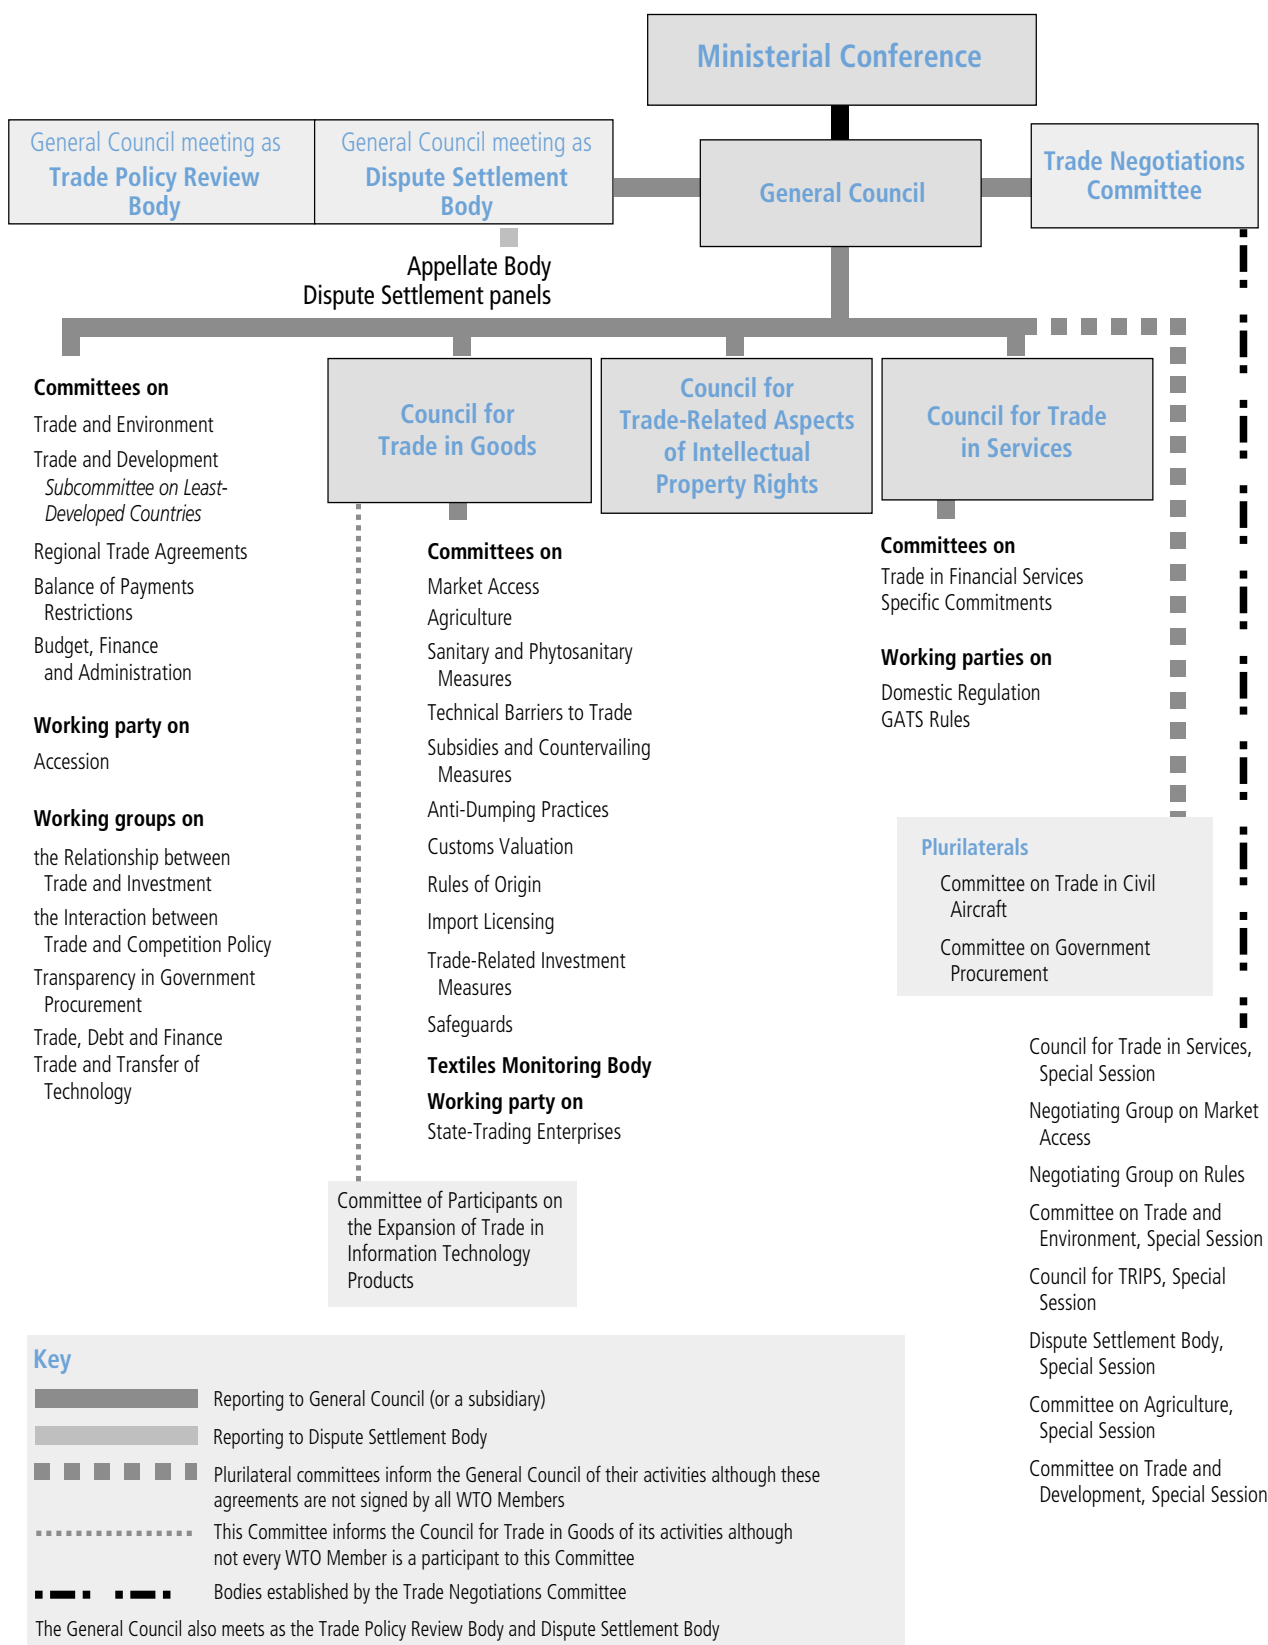 Ministerial Conference
General Council meeting as
Trade Policy Review
Body
General Council meeting as
Dispute Settlement
Body
General Council
Trade Negotiations
Committee
Appellate Body
Dispute Settlement panels
Committees on
Trade and Environment
Trade and Development
Subcommittee on Least-
Developed Countries
Regional Trade Agreements
Balance of Payments
Restrictions
Budget, Finance
and Administration
Working party on
Accession
Working groups on
the Relationship between
Trade and Investment
the Interaction between
Trade and Competition Policy
Transparency in Government
Procurement
Trade, Debt and Finance
Trade and Transfer of
Technology
Council for
Trade in Goods
Committees on
Market Access
Agriculture
Sanitary and Phytosanitary
Measures
Technical Barriers to Trade
Subsidies and Countervailing
Measures
Anti-Dumping Practices
Customs Valuation
Rules of Origin
Import Licensing
Trade-Related Investment
Measures
Safeguards
Textiles Monitoring Body
Working party on
State-Trading Enterprises
Committee of Participants on
the Expansion of Trade in
Information Technology
Products
Council for
Trade-Related Aspects
of Intellectual
Property Rights
Council for Trade
in Services
Committees on
Trade in Financial Services
Specific Commitments
Working parties on
Domestic Regulation
GATS Rules
Plurilaterals
Committee on Trade in Civil
Aircraft
Committee on Government
Procurement
Council for Trade in Services,
Special Session
Negotiating Group on Market
Access
Negotiating Group on Rules
Committee on Trade and
Environment, Special Session
Council for TRIPS, Special
Session
Dispute Settlement Body,
Special Session
Committee on Agriculture,
Special Session
Committee on Trade and
Development, Special Session
Key
Reporting to General Council (or a subsidiary)
Reporting to Dispute Settlement Body
Plurilateral committees inform the General Council of their activities although these
agreements are not signed by all WTO Members
This Committee informs the Council for Trade in Goods of its activities although
not every WTO Member is a participant to this Committee
Bodies established by the Trade Negotiations Committee
The General Council also meets as the Trade Policy Review Body and Dispute Settlement Body